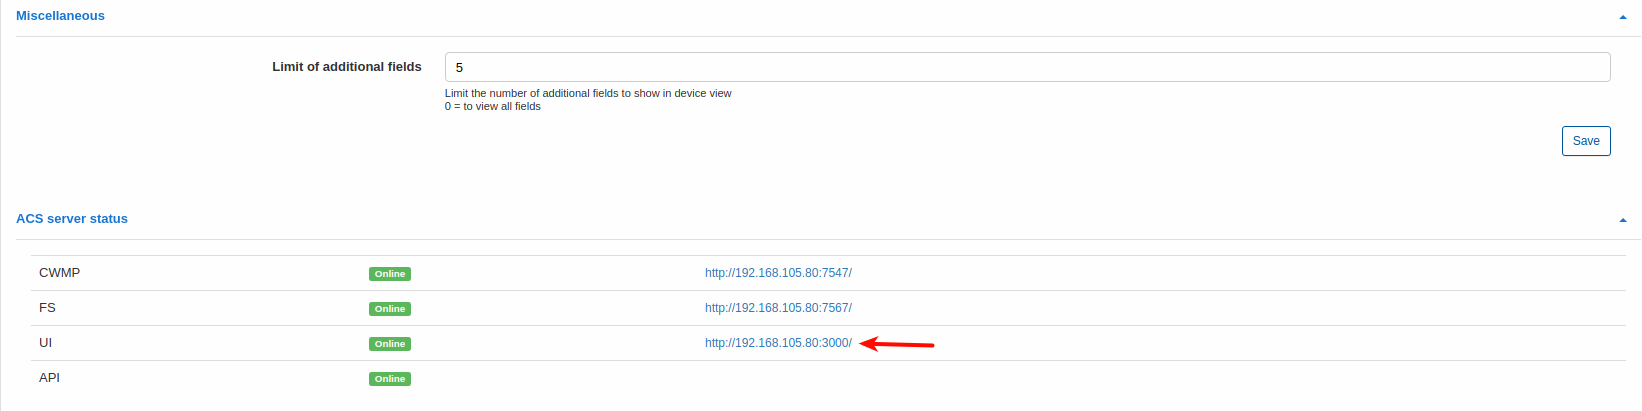 Miscellaneous
Limit of additional fields
5
Limit the number of additional fields to show in device view
0 = to view all fields
Save
ACS server status
CWMP Online http://192.168.105.80:7547/
FS Online http://192.168.105.80:7567/
UI Online http://192.168.105.80:3000/
API Online